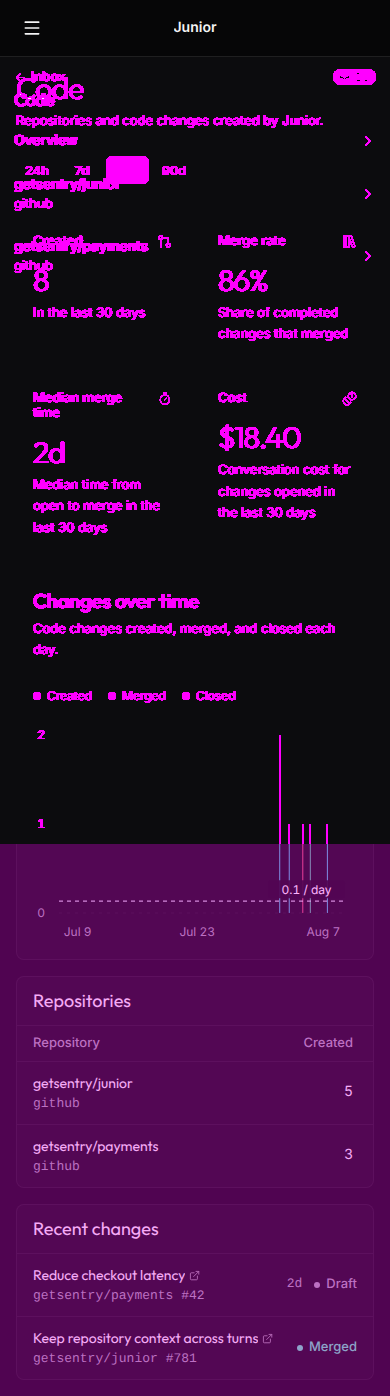 Junior
← Inbox
Code
Code
Repositories and code changes created by Junior.
Overview
24h 7d 90d
getsentry/junior
github
getsentry/payments
github
Created
8
In the last 30 days
Merge rate
86%
Share of completed
changes that merged
Median merge
time
2d
Median time from
open to merge in the
last 30 days
Cost
$18.40
Conversation cost for
changes opened in
the last 30 days
Changes over time
Code changes created, merged, and closed each
day.
Created Merged Closed
2
1
0.1 / day
0
Jul 9 Jul 23 Aug 7
Repositories
Repository Created
getsentry/junior 5
github
getsentry/payments 3
github
Recent changes
Reduce checkout latency 2d Draft
getsentry/payments #42
Keep repository context across turns Merged
getsentry/junior #781